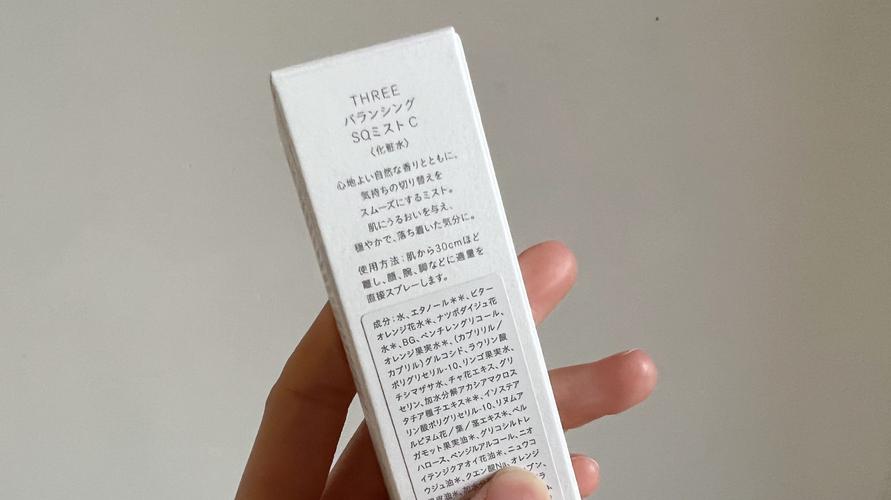 THREE
バランシング
SQミスト C
〈化粧水〉
心地よい自然な香りとともに、
気持ちの切り替えを
スムーズにするミスト。
肌にうるおいを与え、
穏やかで、落ち着いた気分に。
使用方法：肌から30cmほど
離し、顔、腕、脚などに適量を
直接スプレーします。
成分：水、エタノール＊＊、ビター
オレンジ花水＊、ナツボダイジュ花
水＊、BG、ペンチレングリコール、
オレンジ果実水＊、（カプリリル／
カプリル）グルコシド、ラウリン酸
ポリグリセリル-10、リンゴ果実水、
チシマザサ水、チャ花エキス、グリ
セリン、加水分解アカシアマクロス
タチア種子エキス＊＊、イソステア
リン酸ポリグリセリル-10、リヌムア
ルピヌム花／葉／茎エキス＊、ベル
ガモット果実油＊、グリコシルトレ
ハロース、ベンジルアルコール、ニオ
イテンジクアオイ花油＊、ニュウコ
ウジュ油＊、クエン酸Na、オレンジ